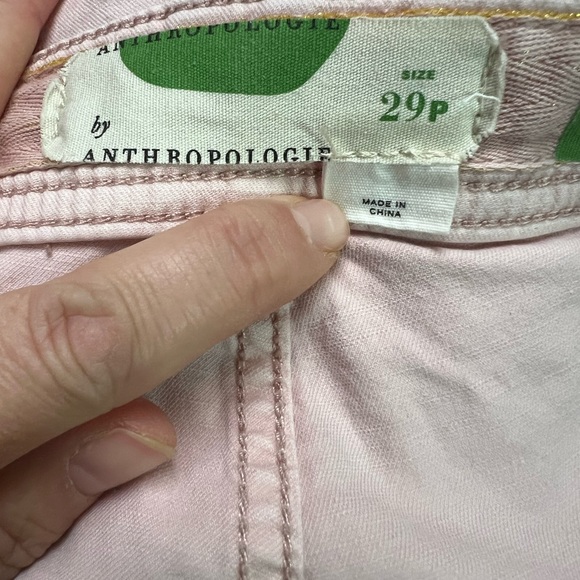 ANTHROPOLOGIE
SIZE
29P
by
ANTHROPOLOGIE
MADE IN
CHINA